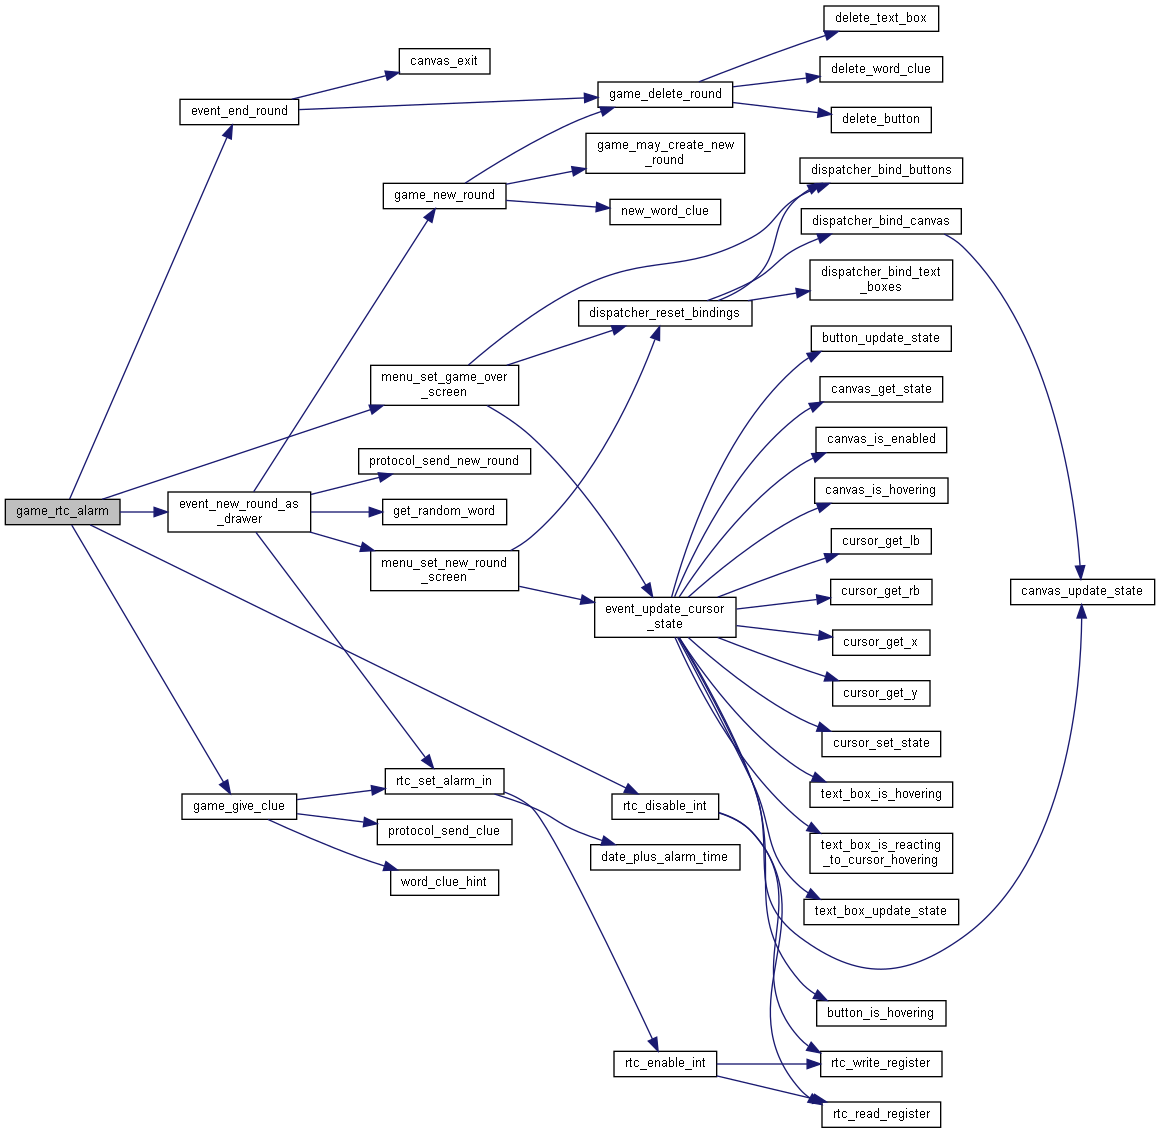 delete_text_box
canvas_exit
delete_word_clue
game_delete_round
event_end_round
delete_button
game_may_create_new
_round
dispatcher_bind_buttons
game_new_round
new_word_clue
dispatcher_bind_canvas
dispatcher_bind_text
_boxes
dispatcher_reset_bindings
button_update_state
menu_set_game_over
_screen
canvas_get_state
canvas_is_enabled
protocol_send_new_round
canvas_is_hovering
game_rtc_alarm
event_new_round_as
_drawer
get_random_word
cursor_get_lb
menu_set_new_round
_screen
cursor_get_rb
canvas_update_state
event_update_cursor
_state
cursor_get_x
cursor_get_y
cursor_set_state
rtc_set_alarm_in
text_box_is_hovering
game_give_clue
rtc_disable_int
protocol_send_clue
text_box_is_reacting
_to_cursor_hovering
date_plus_alarm_time
word_clue_hint
text_box_update_state
button_is_hovering
rtc_enable_int
rtc_write_register
rtc_read_register